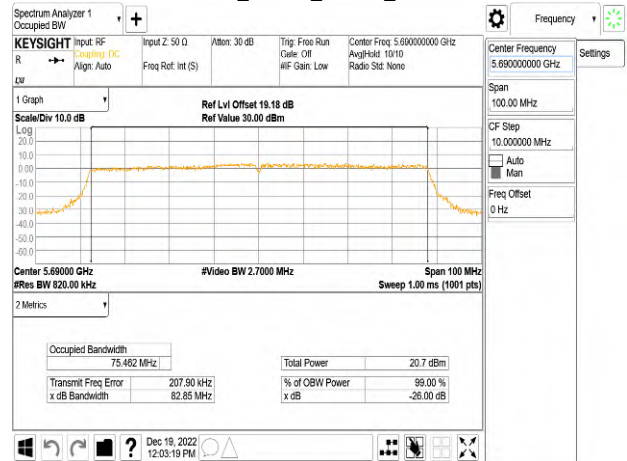 Spectrum Analyzer 1
Occupied BW
+
Frequency
KEYSIGHT
R
Input: RF
Coupling: DC
Align: Auto
Input Z: 50 Ω
Freq Ref: Int (S)
Atten: 30 dB
Trig: Free Run
Gate: Off
#IF Gain: Low
Center Freq: 5.690000000 GHz
Avg|Hold: 10/10
Radio Std: None
Center Frequency
5.690000000 GHz
Settings
Span
100.00 MHz
CF Step
10.000000 MHz
Auto
Man
Freq Offset
0 Hz
1 Graph
Scale/Div 10.0 dB
Ref Lvl Offset 19.18 dB
Ref Value 30.00 dBm
Log
20.0
10.0
0.00
-10.0
-20.0
-30.0
-40.0
-50.0
-60.0
Center 5.69000 GHz
#Video BW 2.7000 MHz
Span 100 MHz
#Res BW 820.00 kHz
Sweep 1.00 ms (1001 pts)
2 Metrics
Occupied Bandwidth
75.462 MHz
Total Power 20.7 dBm
Transmit Freq Error 207.90 kHz
% of OBW Power 99.00 %
x dB Bandwidth 82.85 MHz
x dB -26.00 dB
?
Dec 19, 2022
12:03:19 PM